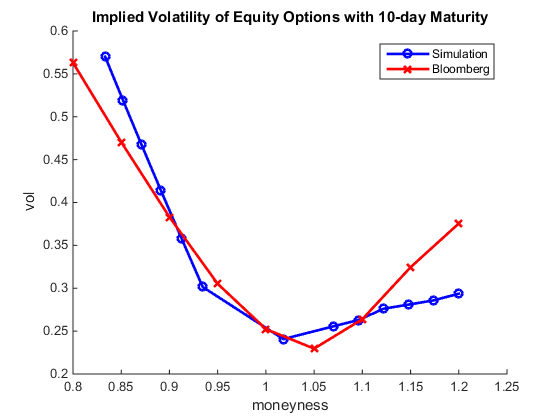 Implied Volatility of Equity Options with 10-day Maturity
0.6
0.55
0.5
0.45
0.4
0.35
0.3
0.25
0.2
vol
Simulation
Bloomberg
0.8 0.85 0.9 0.95 1 1.05 1.1 1.15 1.2 1.25
moneyness